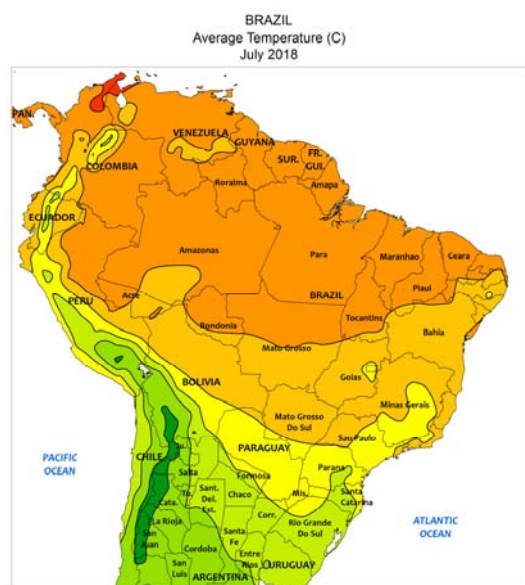 BRAZIL
Average Temperature (C)
July 2018
PAN.
VENEZUELA
GUYANA
COLOMBIA
SUR.
FR.
GUI.
Roraima
Amapa
ECUADOR
Amazonas
Para
Maranhao
Ceara
PERU
Acre
BRAZIL
Piaui
Rondonia
Tocantins
Mato Grosso
Bahia
BOLIVIA
Goias
Minas Gerais
Mato Grosso
Do Sul
Sao Paulo
PACIFIC
OCEAN
CHILE
Ju.
PARAGUAY
Salta
Formosa
Parana
Tu.
Sant.
Del.
Est.
Chaco
Mis.
Santa
Catarina
Cata.
Corr.
La Rioja
Rio Grande
Do Sul
ATLANTIC
OCEAN
San
Juan
Santa
Fe
Cordoba
Entre
Rios
San
Luis
URUGUAY
ARGENTINA